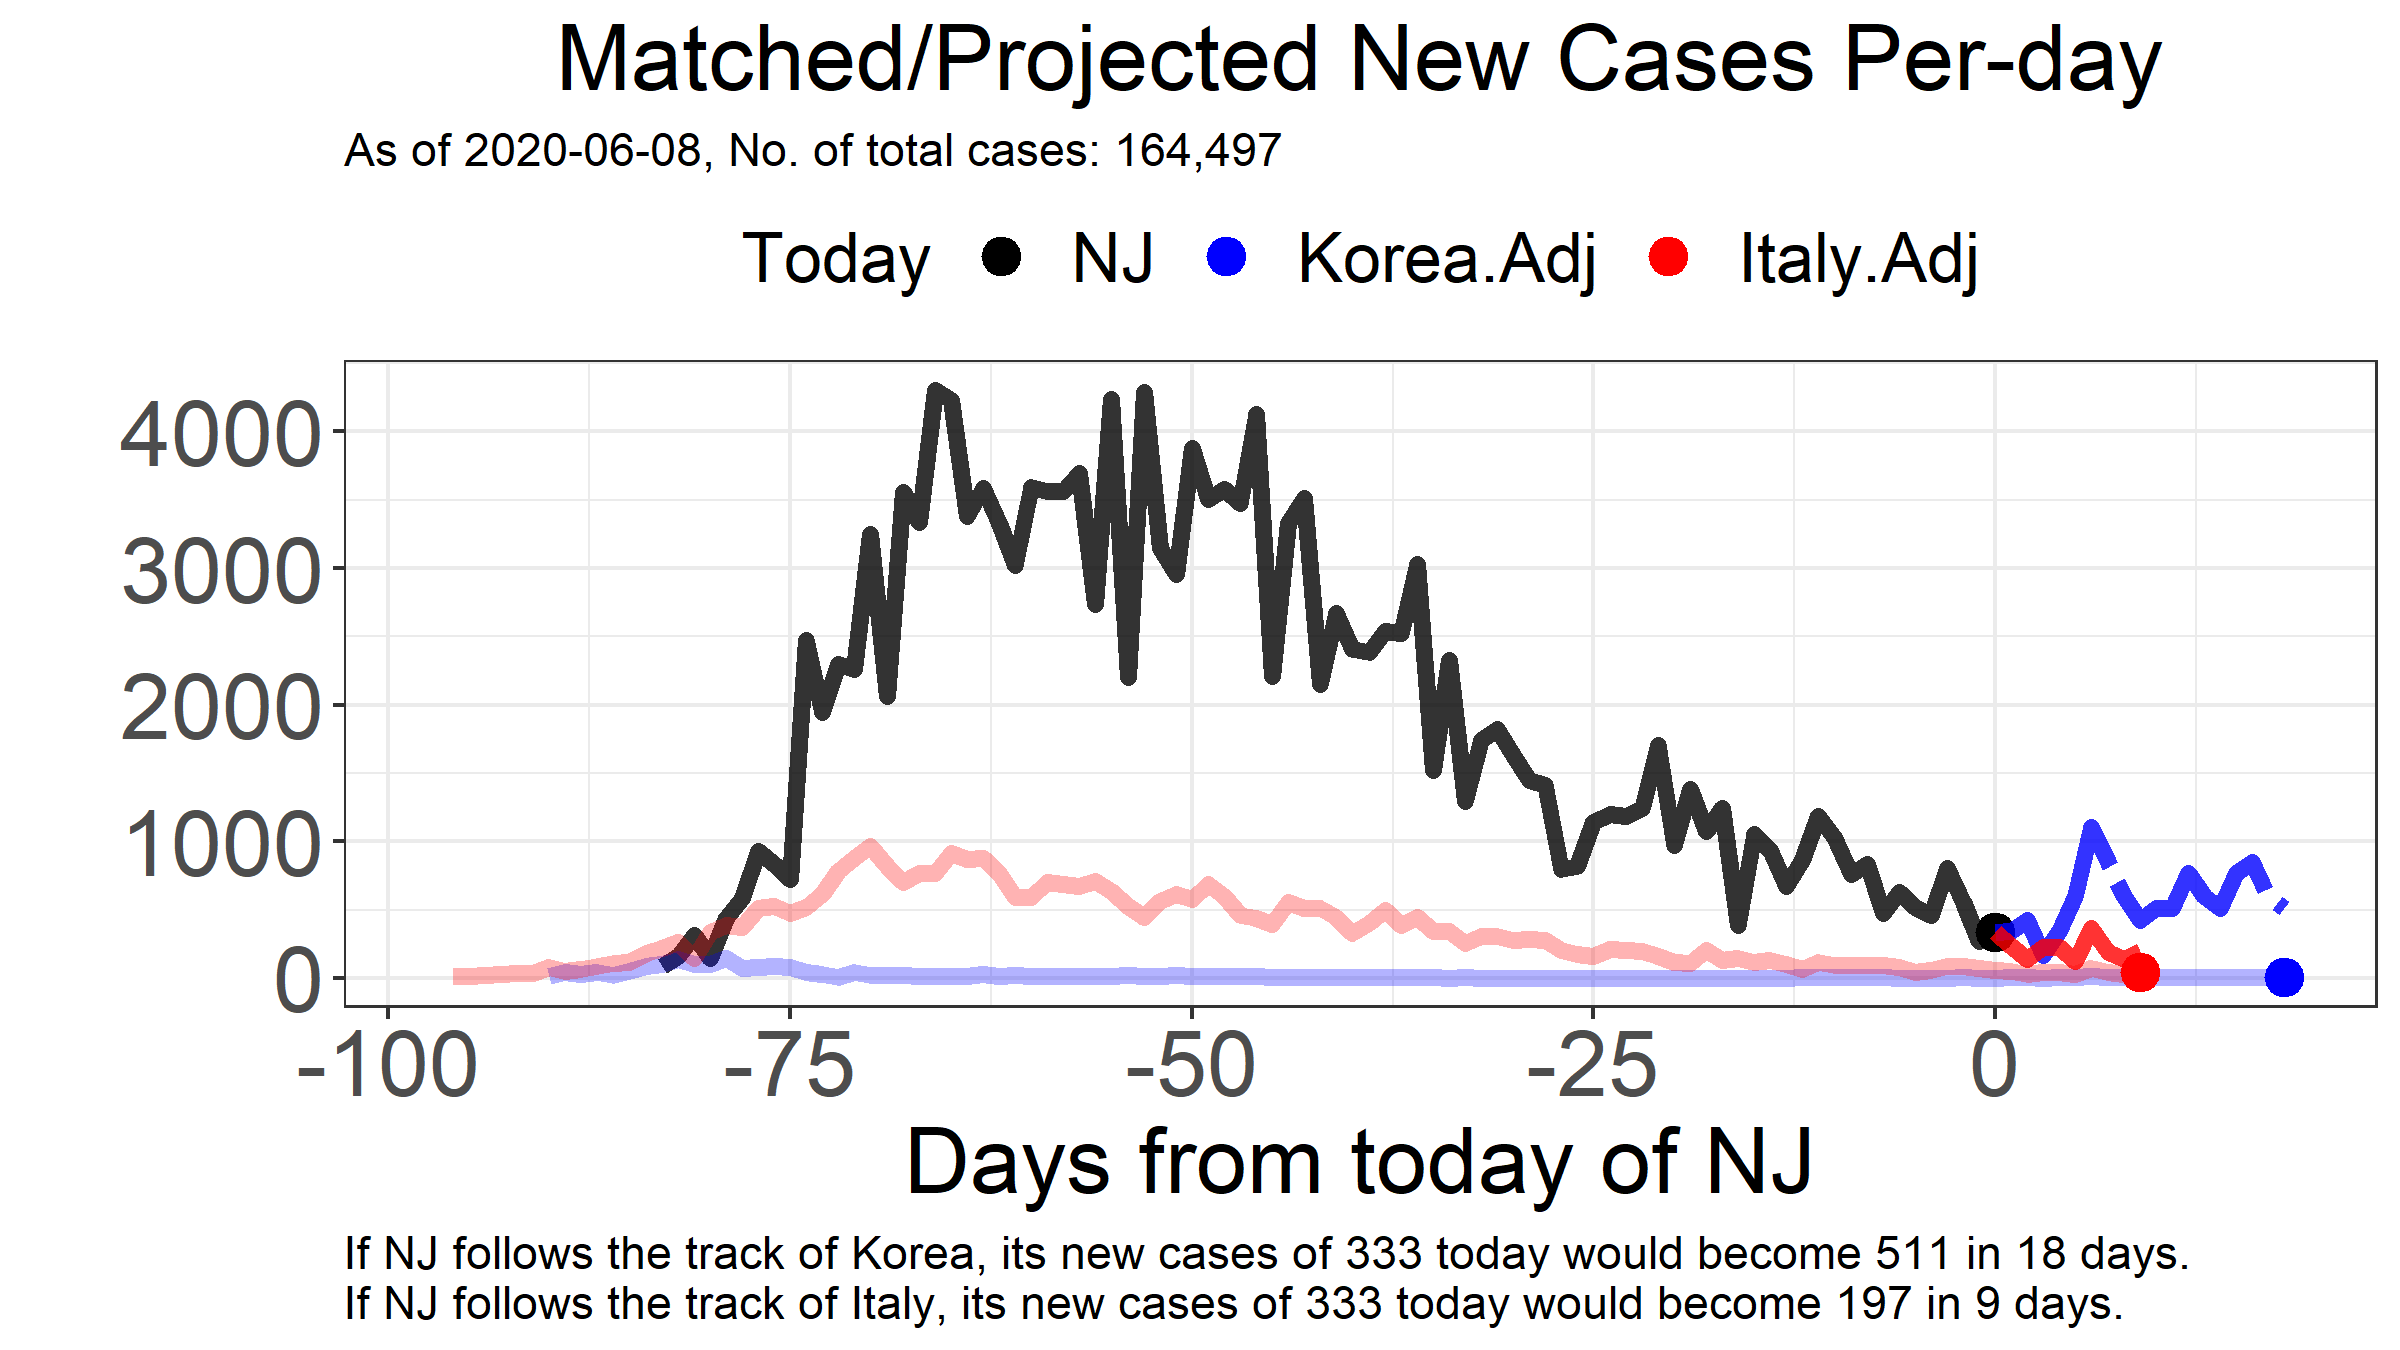 Matched/Projected New Cases Per-day
As of 2020-06-08, No. of total cases: 164,497
Today NJ Korea.Adj Italy.Adj
4000
3000
2000
1000
0
-100 -75 -50 -25 0
Days from today of NJ
If NJ follows the track of Korea, its new cases of 333 today would become 511 in 18 days.
If NJ follows the track of Italy, its new cases of 333 today would become 197 in 9 days.